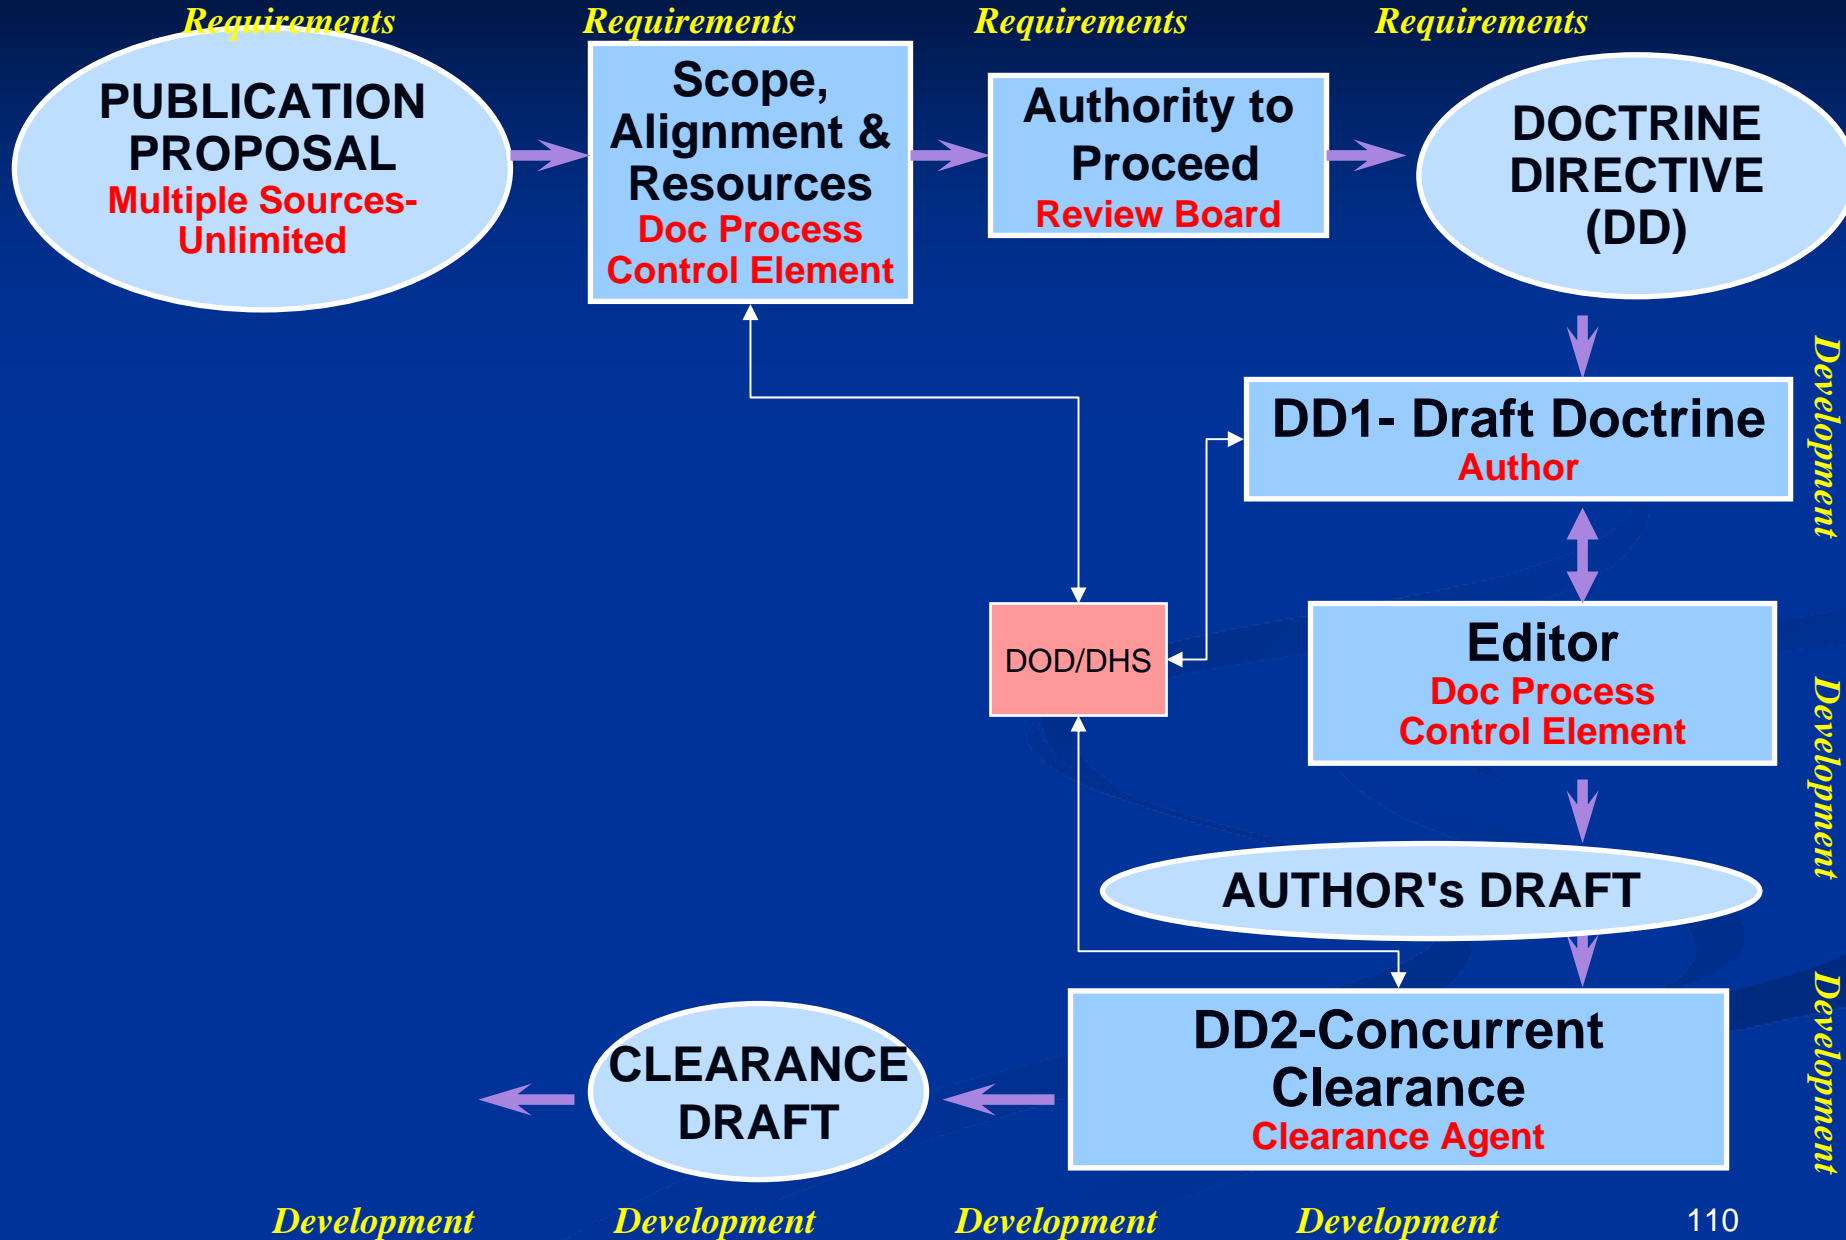 Requirements
Requirements
Requirements
Requirements
PUBLICATION
PROPOSAL
Multiple Sources-
Unlimited
Scope,
Alignment &
Resources
Doc Process
Control Element
Authority to
Proceed
Review Board
DOCTRINE
DIRECTIVE
(DD)
Development
DD1- Draft Doctrine
Author
DOD/DHS
Editor
Doc Process
Control Element
Development
AUTHOR's DRAFT
DD2-Concurrent
Clearance
Clearance Agent
Development
CLEARANCE
DRAFT
Development
Development
Development
Development
110